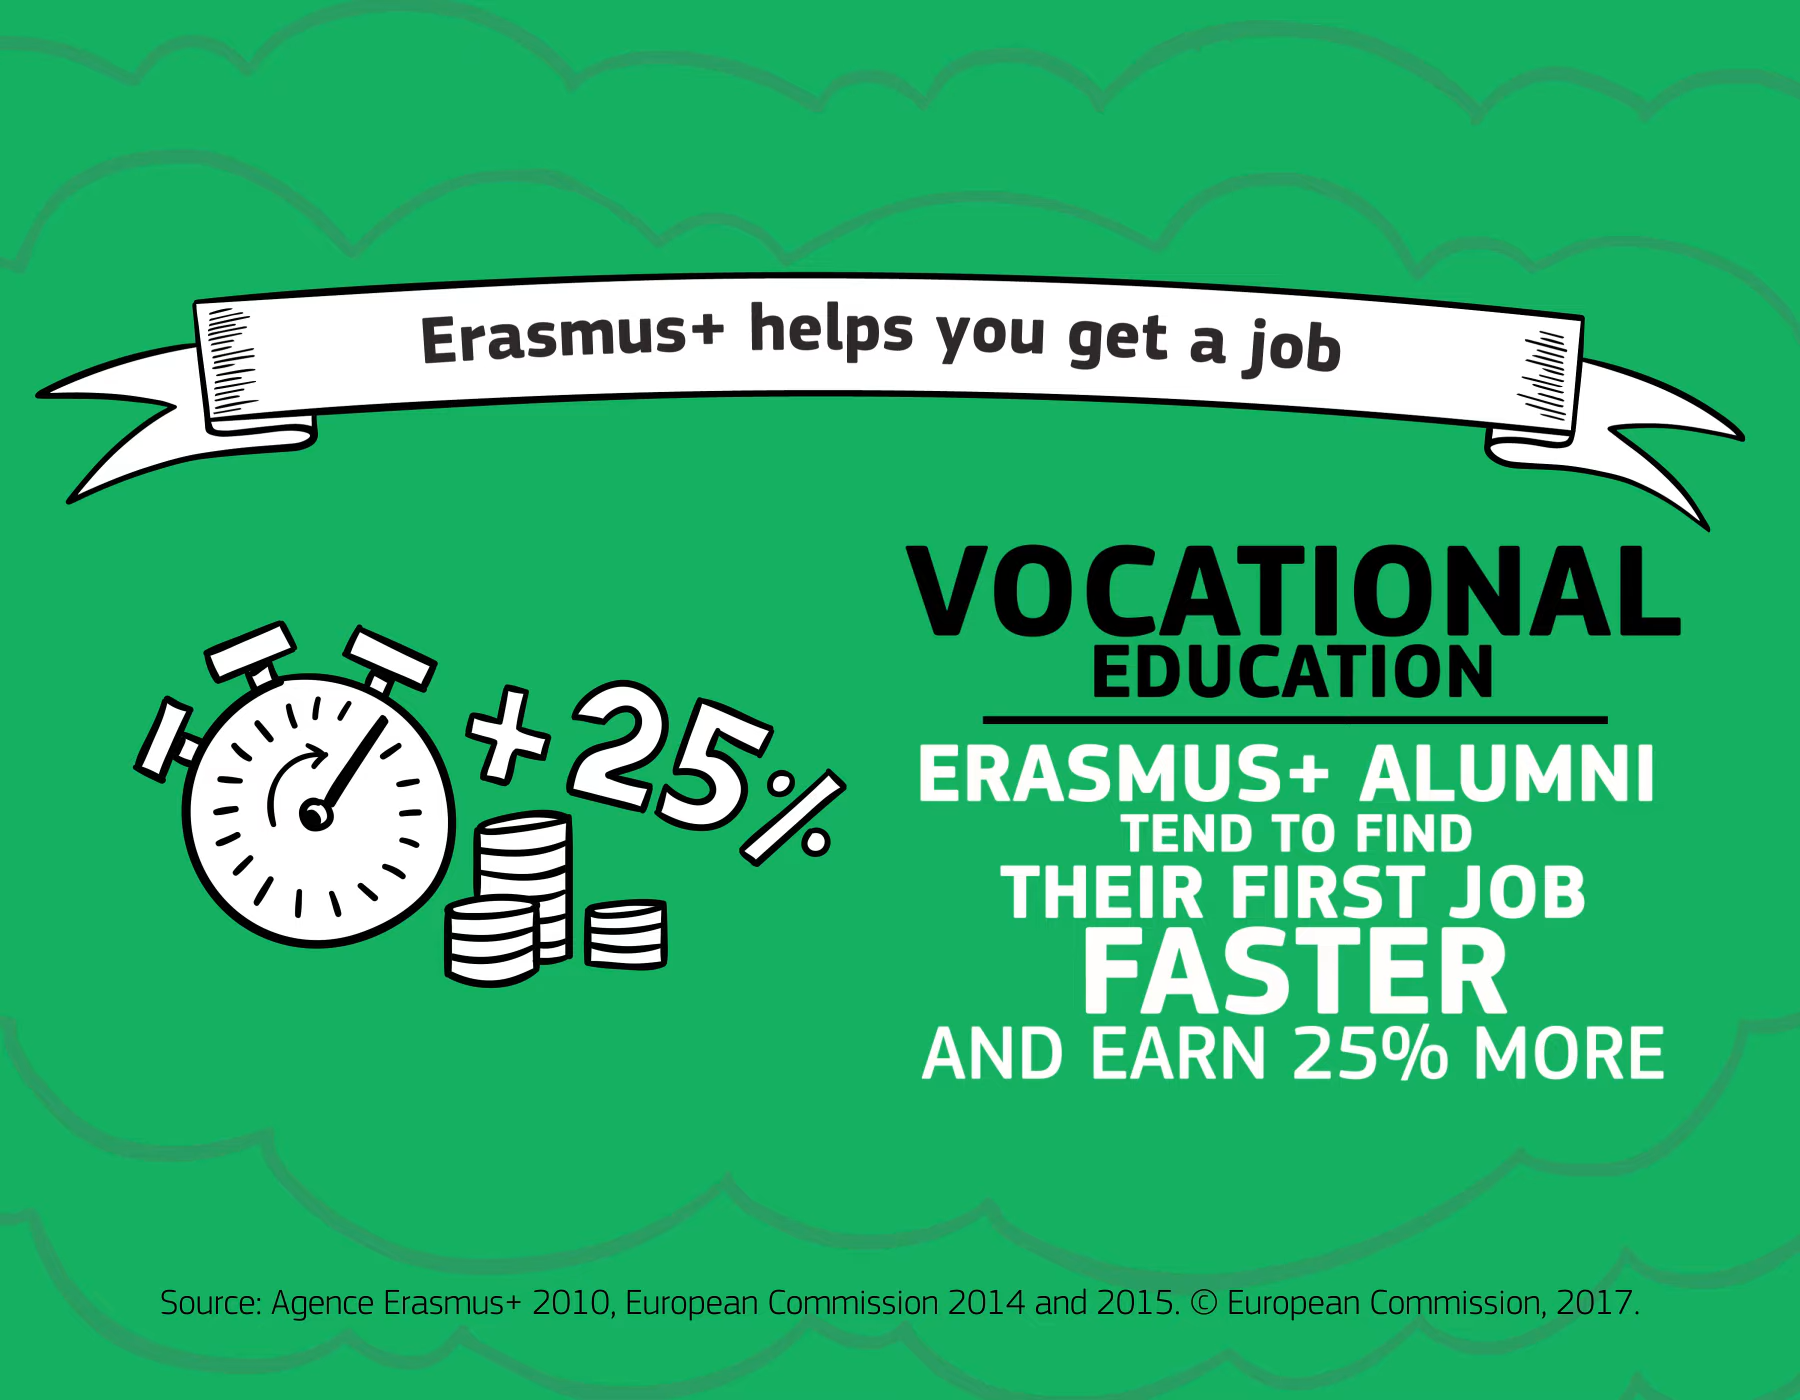 Erasmus+ helps you get a job
+25%
VOCATIONAL
EDUCATION
ERASMUS+ ALUMNI
TEND TO FIND
THEIR FIRST JOB
FASTER
AND EARN 25% MORE
Source: Agence Erasmus+ 2010, European Commission 2014 and 2015. © European Commission, 2017.